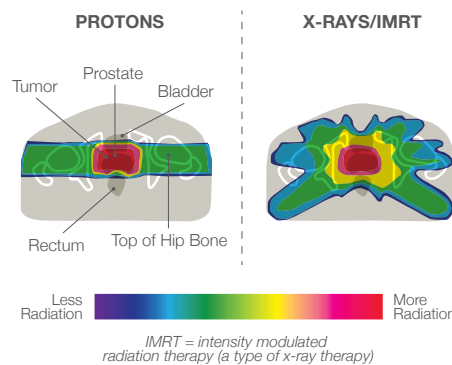 PROTONS
X-RAYS/IMRT
Prostate
Tumor
Bladder
Rectum
Top of Hip Bone
Less
Radiation
More
Radiation
IMRT = intensity modulated
radiation therapy (a type of x-ray therapy)